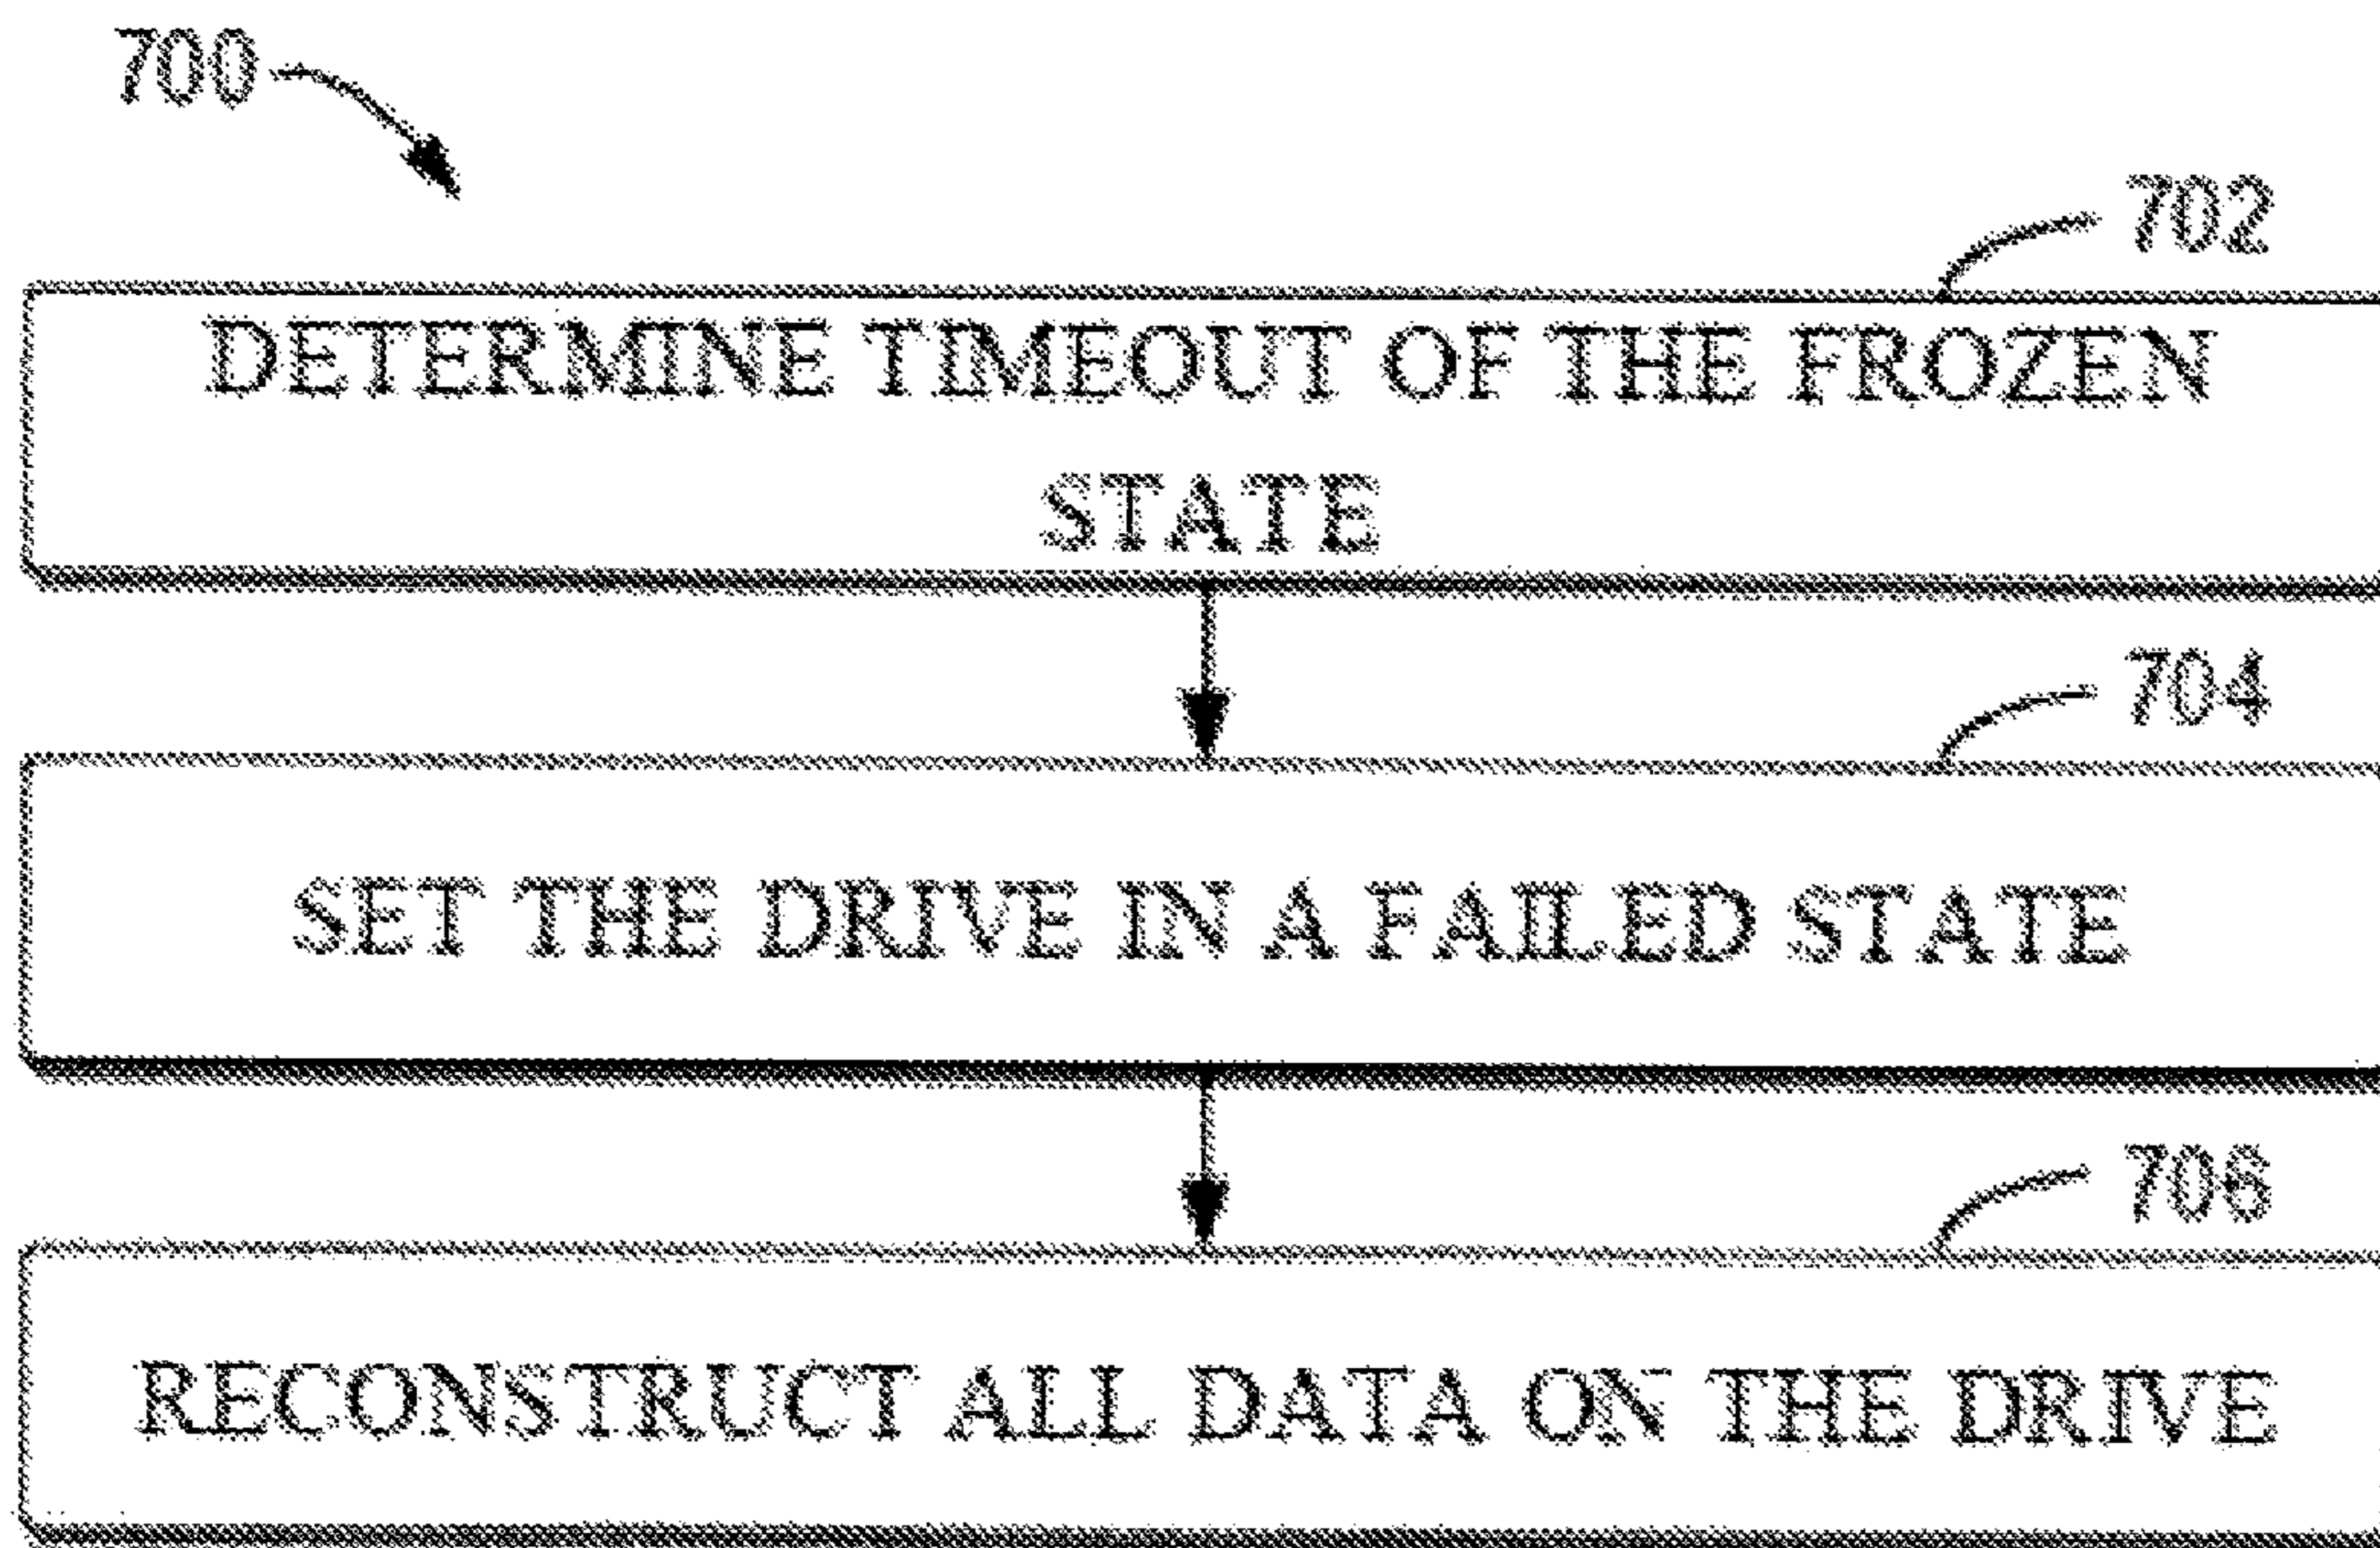 700
702
DETERMINE TIMEOUT OF THE FROZEN
STATE
704
SET THE DRIVE IN A FAILED STATE
706
RECONSTRUCT ALL DATA ON THE DRIVE